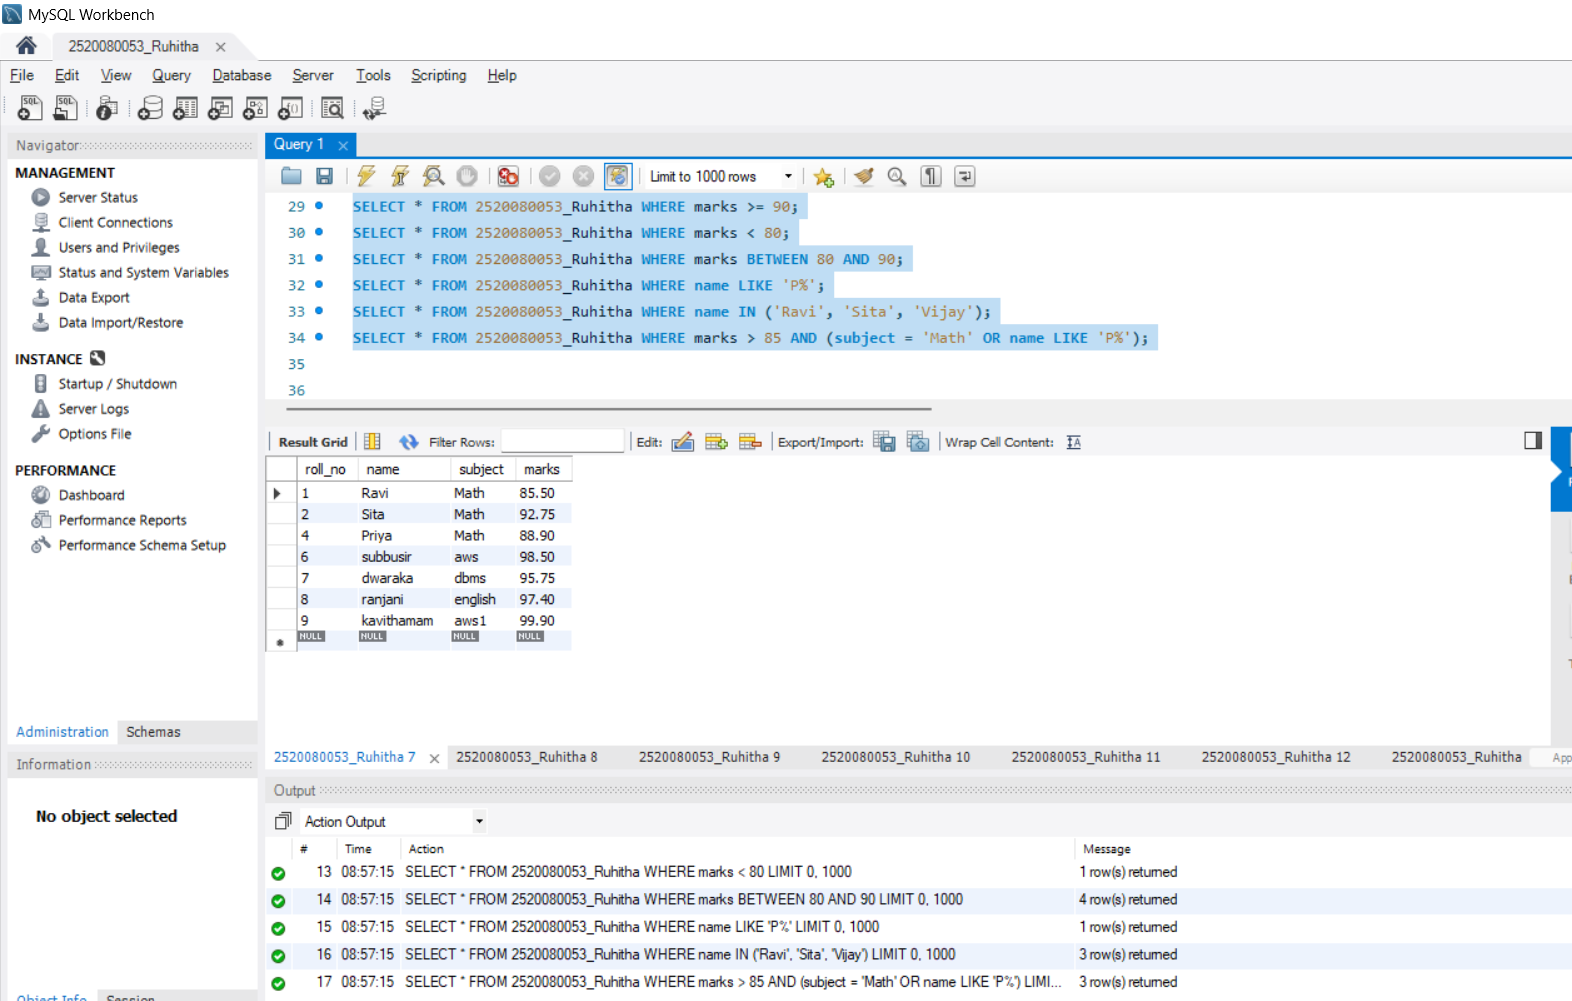 MySQL Workbench
2520080053_Ruhitha
File Edit View Query Database Server Tools Scripting Help
Navigator
MANAGEMENT
Server Status
Client Connections
Users and Privileges
Status and System Variables
Data Export
Data Import/Restore
INSTANCE
Startup / Shutdown
Server Logs
Options File
PERFORMANCE
Dashboard
Performance Reports
Performance Schema Setup
Administration Schemas
Information
No object selected
Object Info Session
Query 1
Limit to 1000 rows
29 SELECT * FROM 2520080053_Ruhitha WHERE marks >= 90;
30 SELECT * FROM 2520080053_Ruhitha WHERE marks < 80;
31 SELECT * FROM 2520080053_Ruhitha WHERE marks BETWEEN 80 AND 90;
32 SELECT * FROM 2520080053_Ruhitha WHERE name LIKE 'P%';
33 SELECT * FROM 2520080053_Ruhitha WHERE name IN ('Ravi', 'Sita', 'Vijay');
34 SELECT * FROM 2520080053_Ruhitha WHERE marks > 85 AND (subject = 'Math' OR name LIKE 'P%');
35
36
Result Grid Filter Rows: Edit: Export/Import: Wrap Cell Content:
roll_no name subject marks
1 Ravi Math 85.50
2 Sita Math 92.75
4 Priya Math 88.90
6 subbusir aws 98.50
7 dwaraka dbms 95.75
8 ranjani english 97.40
9 kavithamam aws1 99.90
NULL NULL NULL NULL
2520080053_Ruhitha 7 2520080053_Ruhitha 8 2520080053_Ruhitha 9 2520080053_Ruhitha 10 2520080053_Ruhitha 11 2520080053_Ruhitha 12 2520080053_Ruhitha App
Output
Action Output
# Time Action Message
13 08:57:15 SELECT * FROM 2520080053_Ruhitha WHERE marks < 80 LIMIT 0, 1000 1 row(s) returned
14 08:57:15 SELECT * FROM 2520080053_Ruhitha WHERE marks BETWEEN 80 AND 90 LIMIT 0, 1000 4 row(s) returned
15 08:57:15 SELECT * FROM 2520080053_Ruhitha WHERE name LIKE 'P%' LIMIT 0, 1000 1 row(s) returned
16 08:57:15 SELECT * FROM 2520080053_Ruhitha WHERE name IN ('Ravi', 'Sita', 'Vijay') LIMIT 0, 1000 3 row(s) returned
17 08:57:15 SELECT * FROM 2520080053_Ruhitha WHERE marks > 85 AND (subject = 'Math' OR name LIKE 'P%') LIMI... 3 row(s) returned